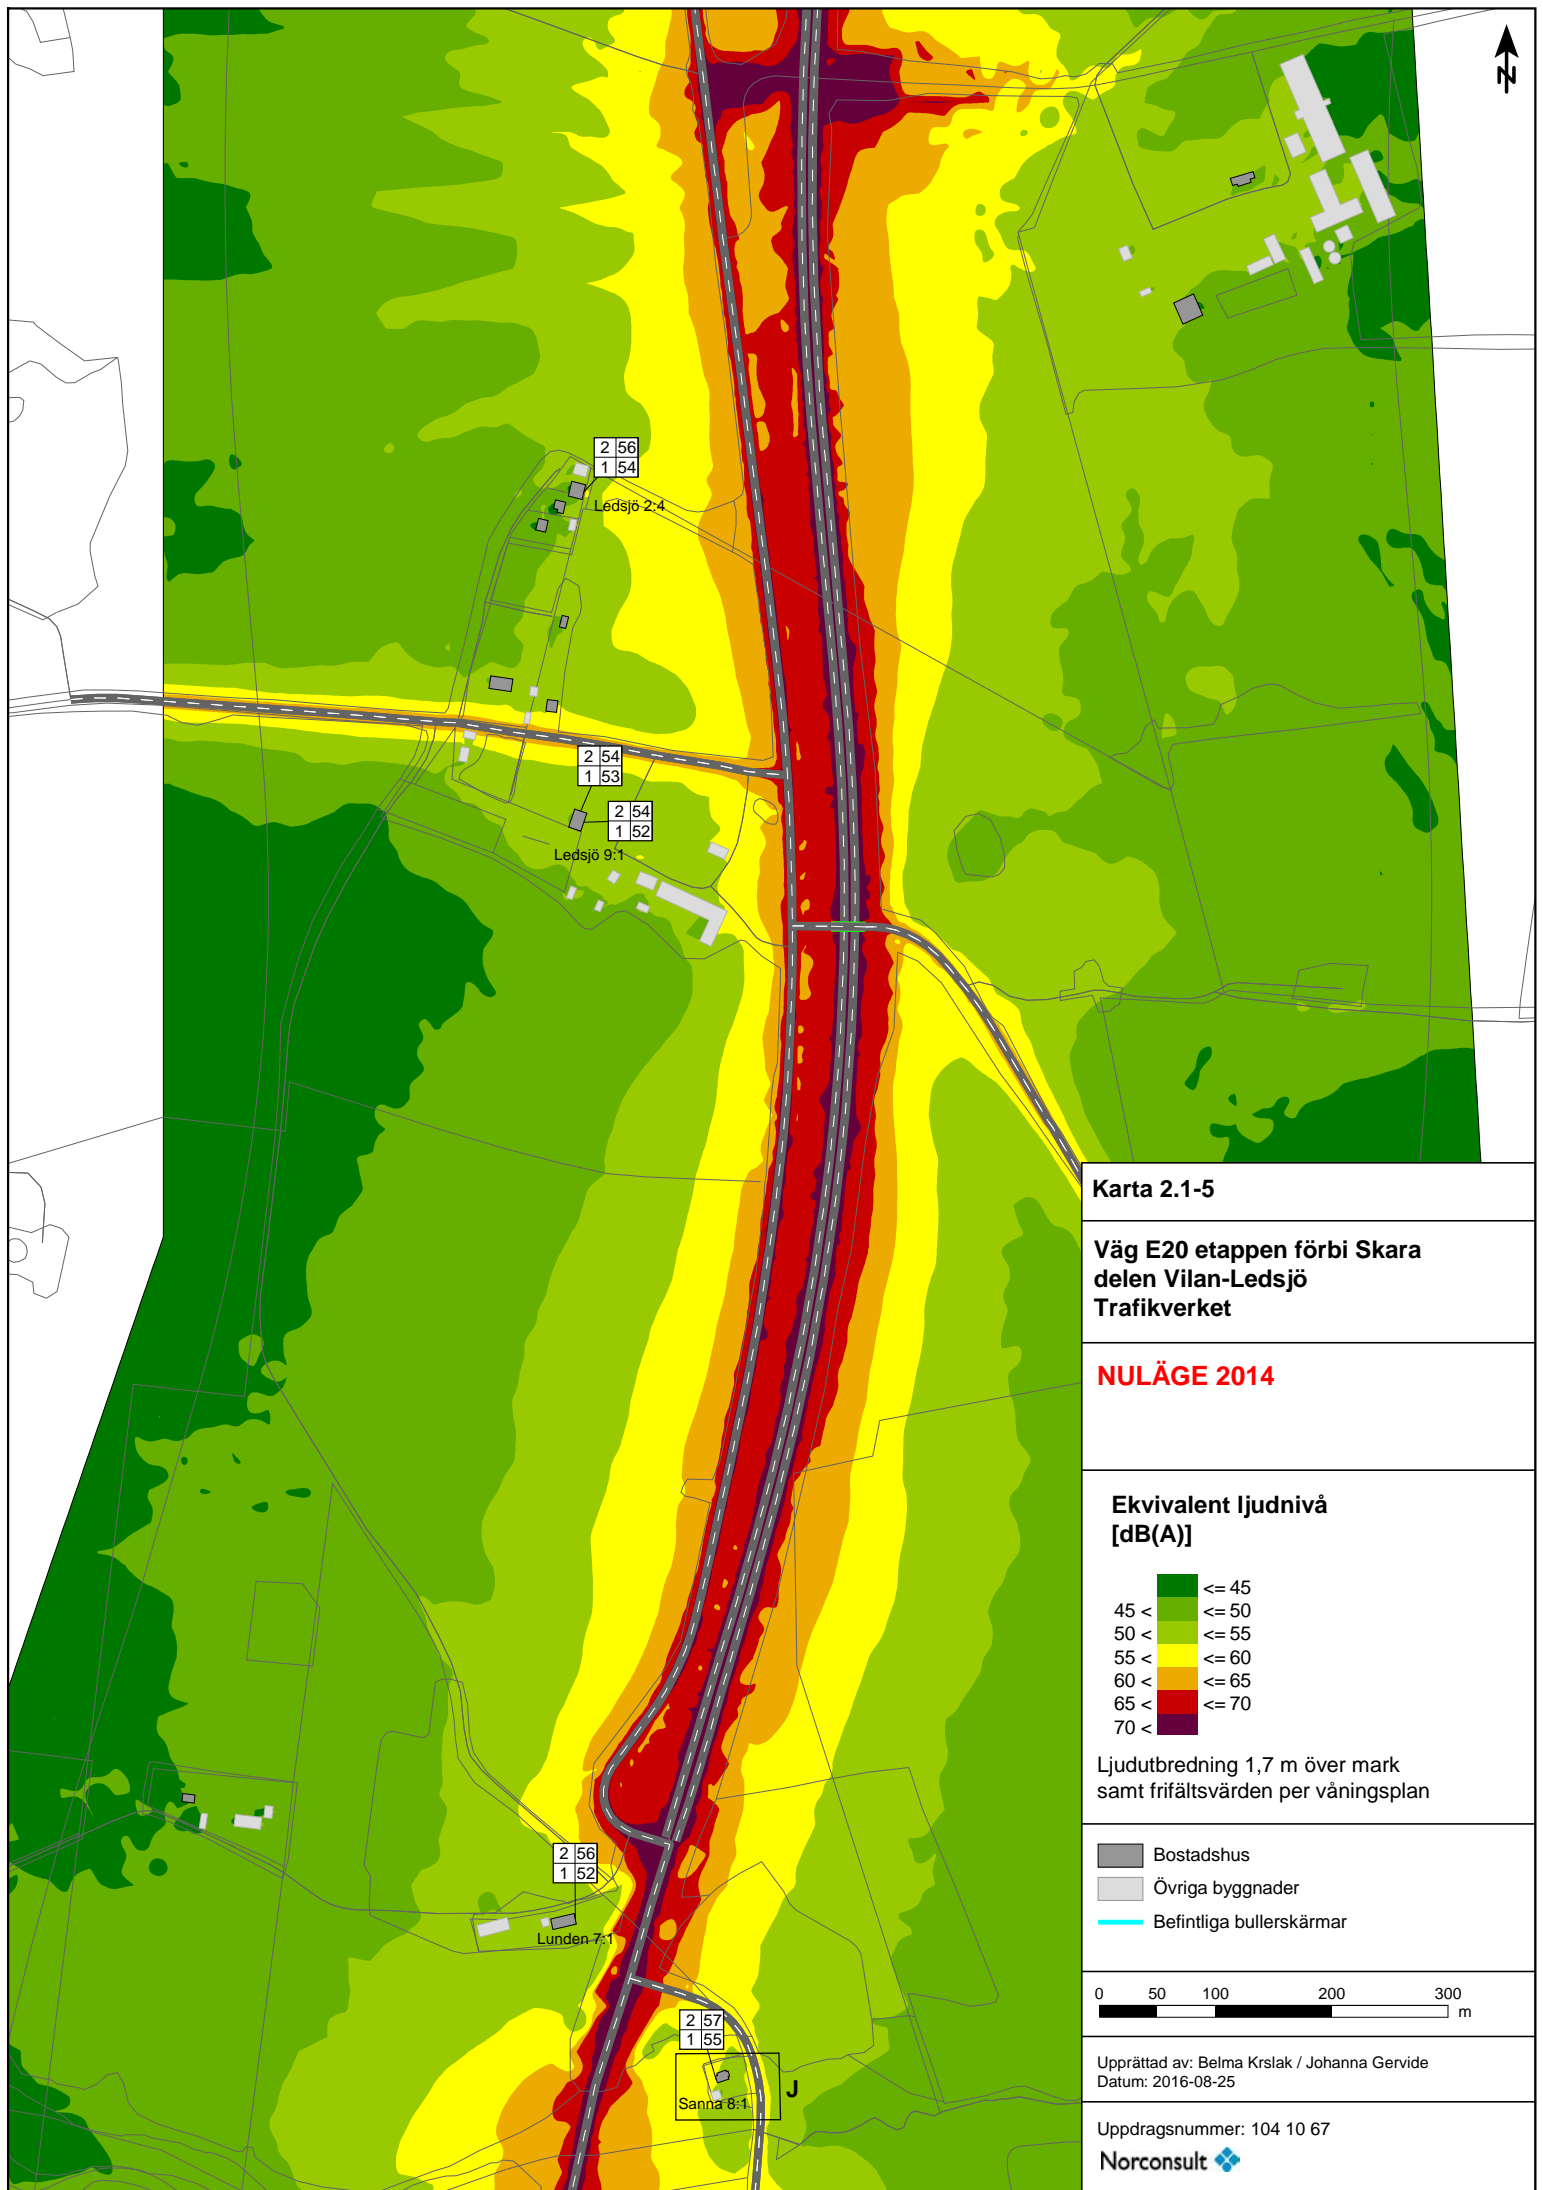 N
2 56
1 54
Ledsjö 2:4
2 54
1 53
2 54
1 52
Ledsjö 9:1
2 56
1 52
Lunden 7:1
2 57
1 55
Sanna 8:1
J
Karta 2.1-5
Väg E20 etappen förbi Skara
delen Vilan-Ledsjö
Trafikverket
NULÄGE 2014
Ekvivalent ljudnivå
[dB(A)]
<= 45
45 < <= 50
50 < <= 55
55 < <= 60
60 < <= 65
65 < <= 70
70 <
Ljudutbredning 1,7 m över mark
samt frifältsvärden per våningsplan
Bostadshus
Övriga byggnader
Befintliga bullerskärmar
0 50 100 200 300
m
Upprättad av: Belma Krslak / Johanna Gervide
Datum: 2016-08-25
Uppdragsnummer: 104 10 67
Norconsult